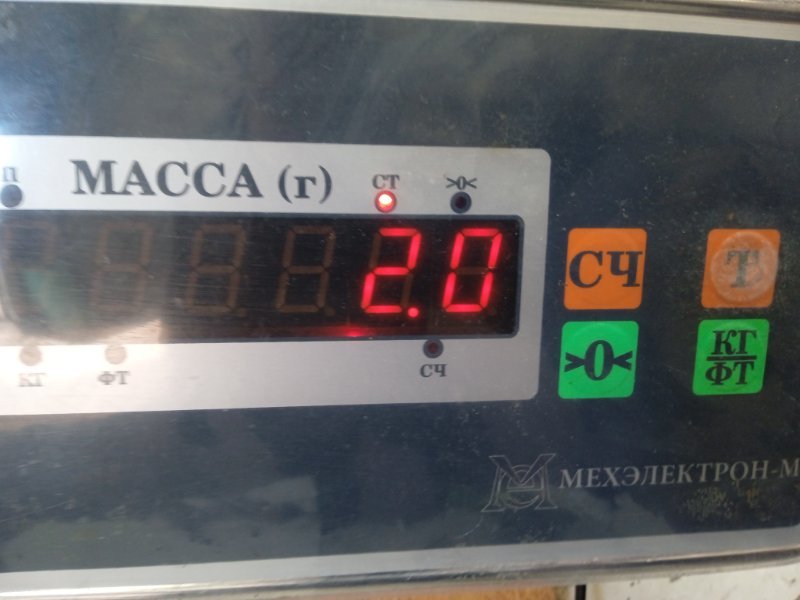 П МАССА (г) СТ >0<
2.0
КГ ФТ СЧ
СЧ Т
>0< КГ/ФТ
МЕХЭЛЕКТРОН-М